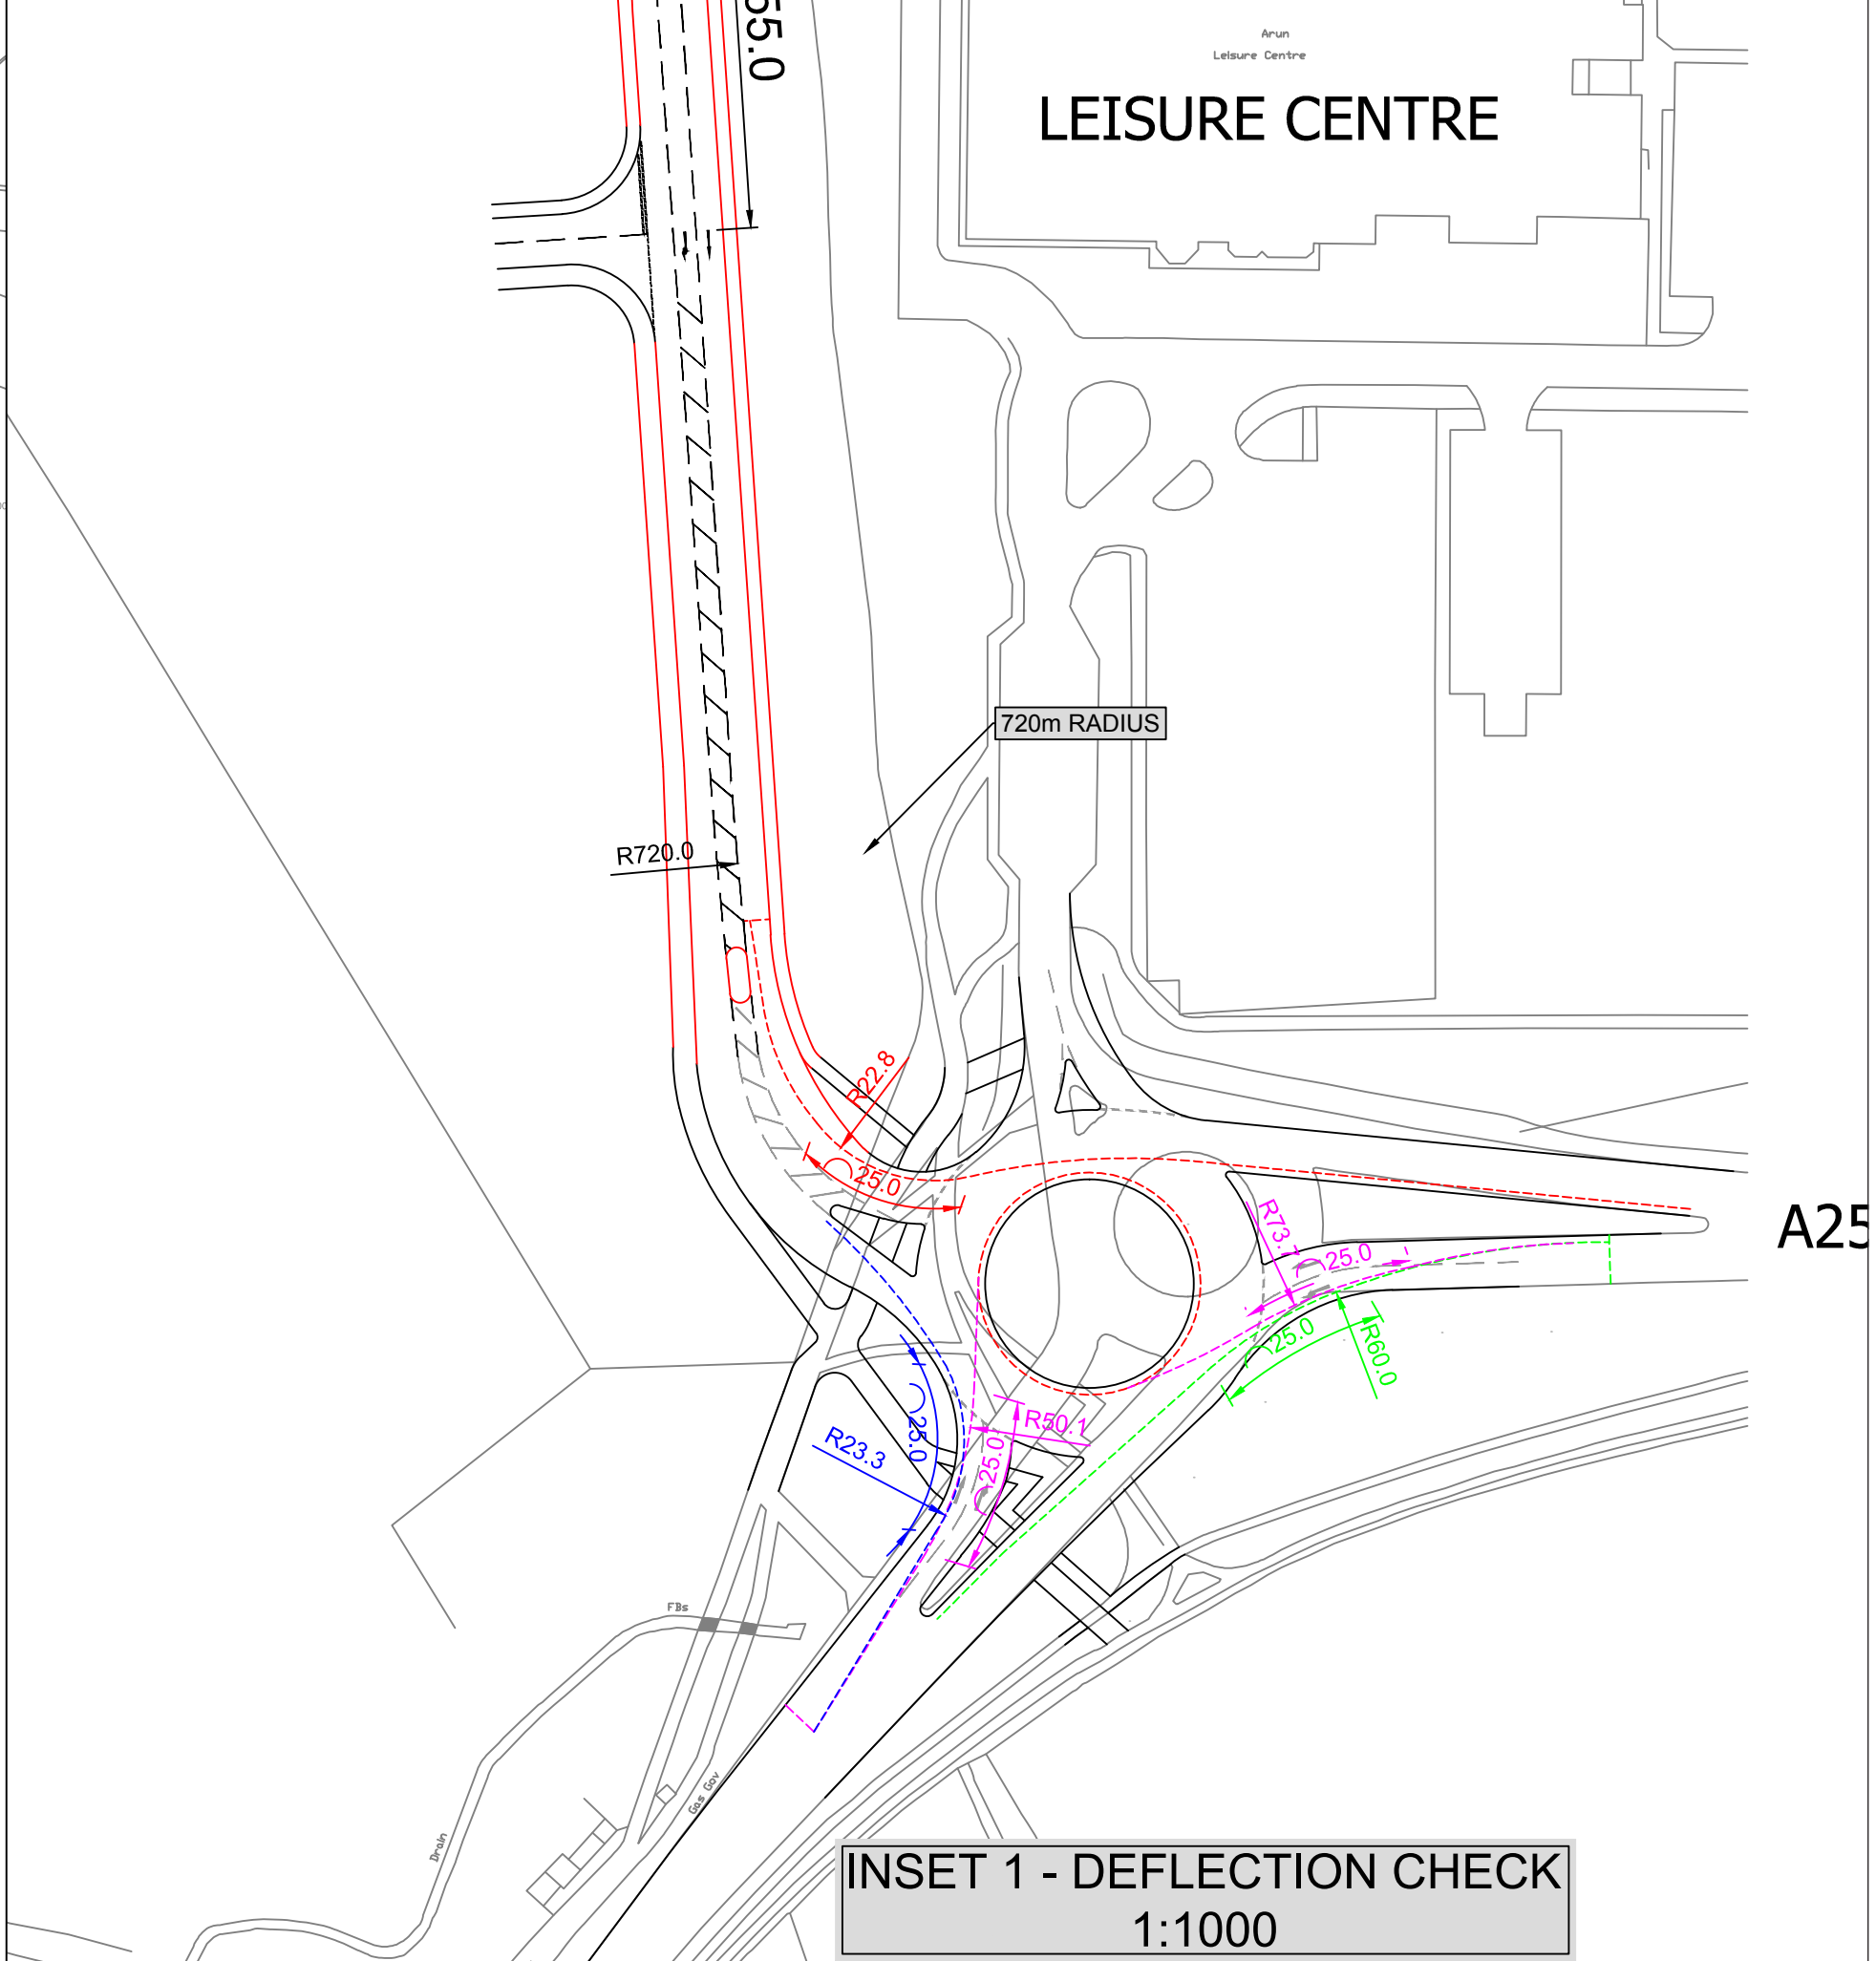 55.0
Arun
Leisure Centre
LEISURE CENTRE
720m RADIUS
R720.0
R22.8
25.0
A25
R73.1
25.0
25.0
R60.0
R50.1
25.0
25.0
R23.3
FBs
Gas Gov
Drain
INSET 1 - DEFLECTION CHECK
1:1000